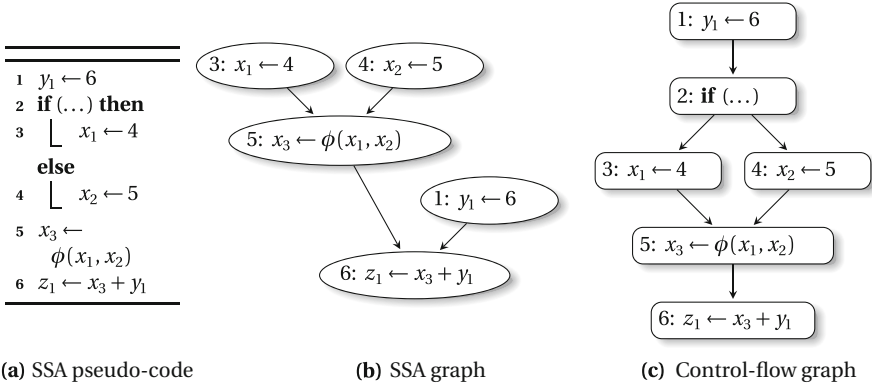 1 y₁ ← 6
2 if (…) then
3 x₁ ← 4
else
4 x₂ ← 5
5 x₃ ←
ϕ(x₁, x₂)
6 z₁ ← x₃ + y₁
(a) SSA pseudo-code
3: x₁ ← 4
4: x₂ ← 5
5: x₃ ← ϕ(x₁, x₂)
1: y₁ ← 6
6: z₁ ← x₃ + y₁
(b) SSA graph
1: y₁ ← 6
2: if (…)
3: x₁ ← 4
4: x₂ ← 5
5: x₃ ← ϕ(x₁, x₂)
6: z₁ ← x₃ + y₁
(c) Control-flow graph